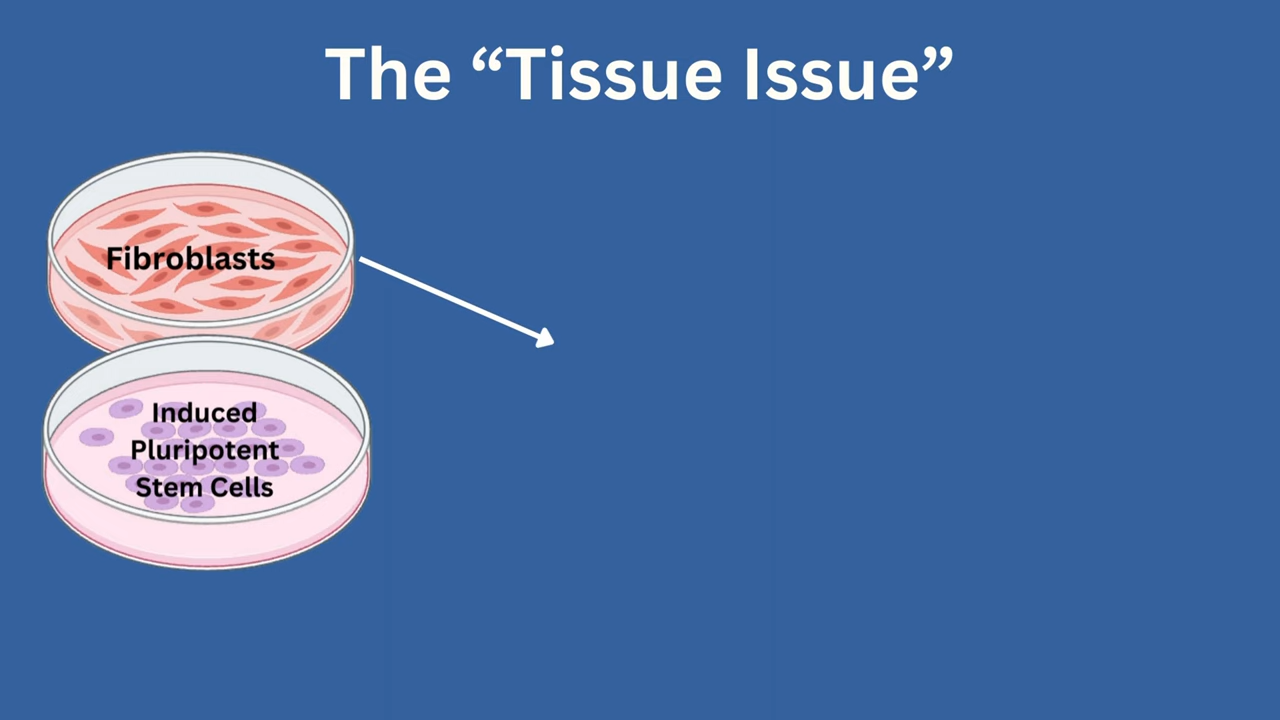 The “Tissue Issue”
Fibroblasts
Induced
Pluripotent
Stem Cells